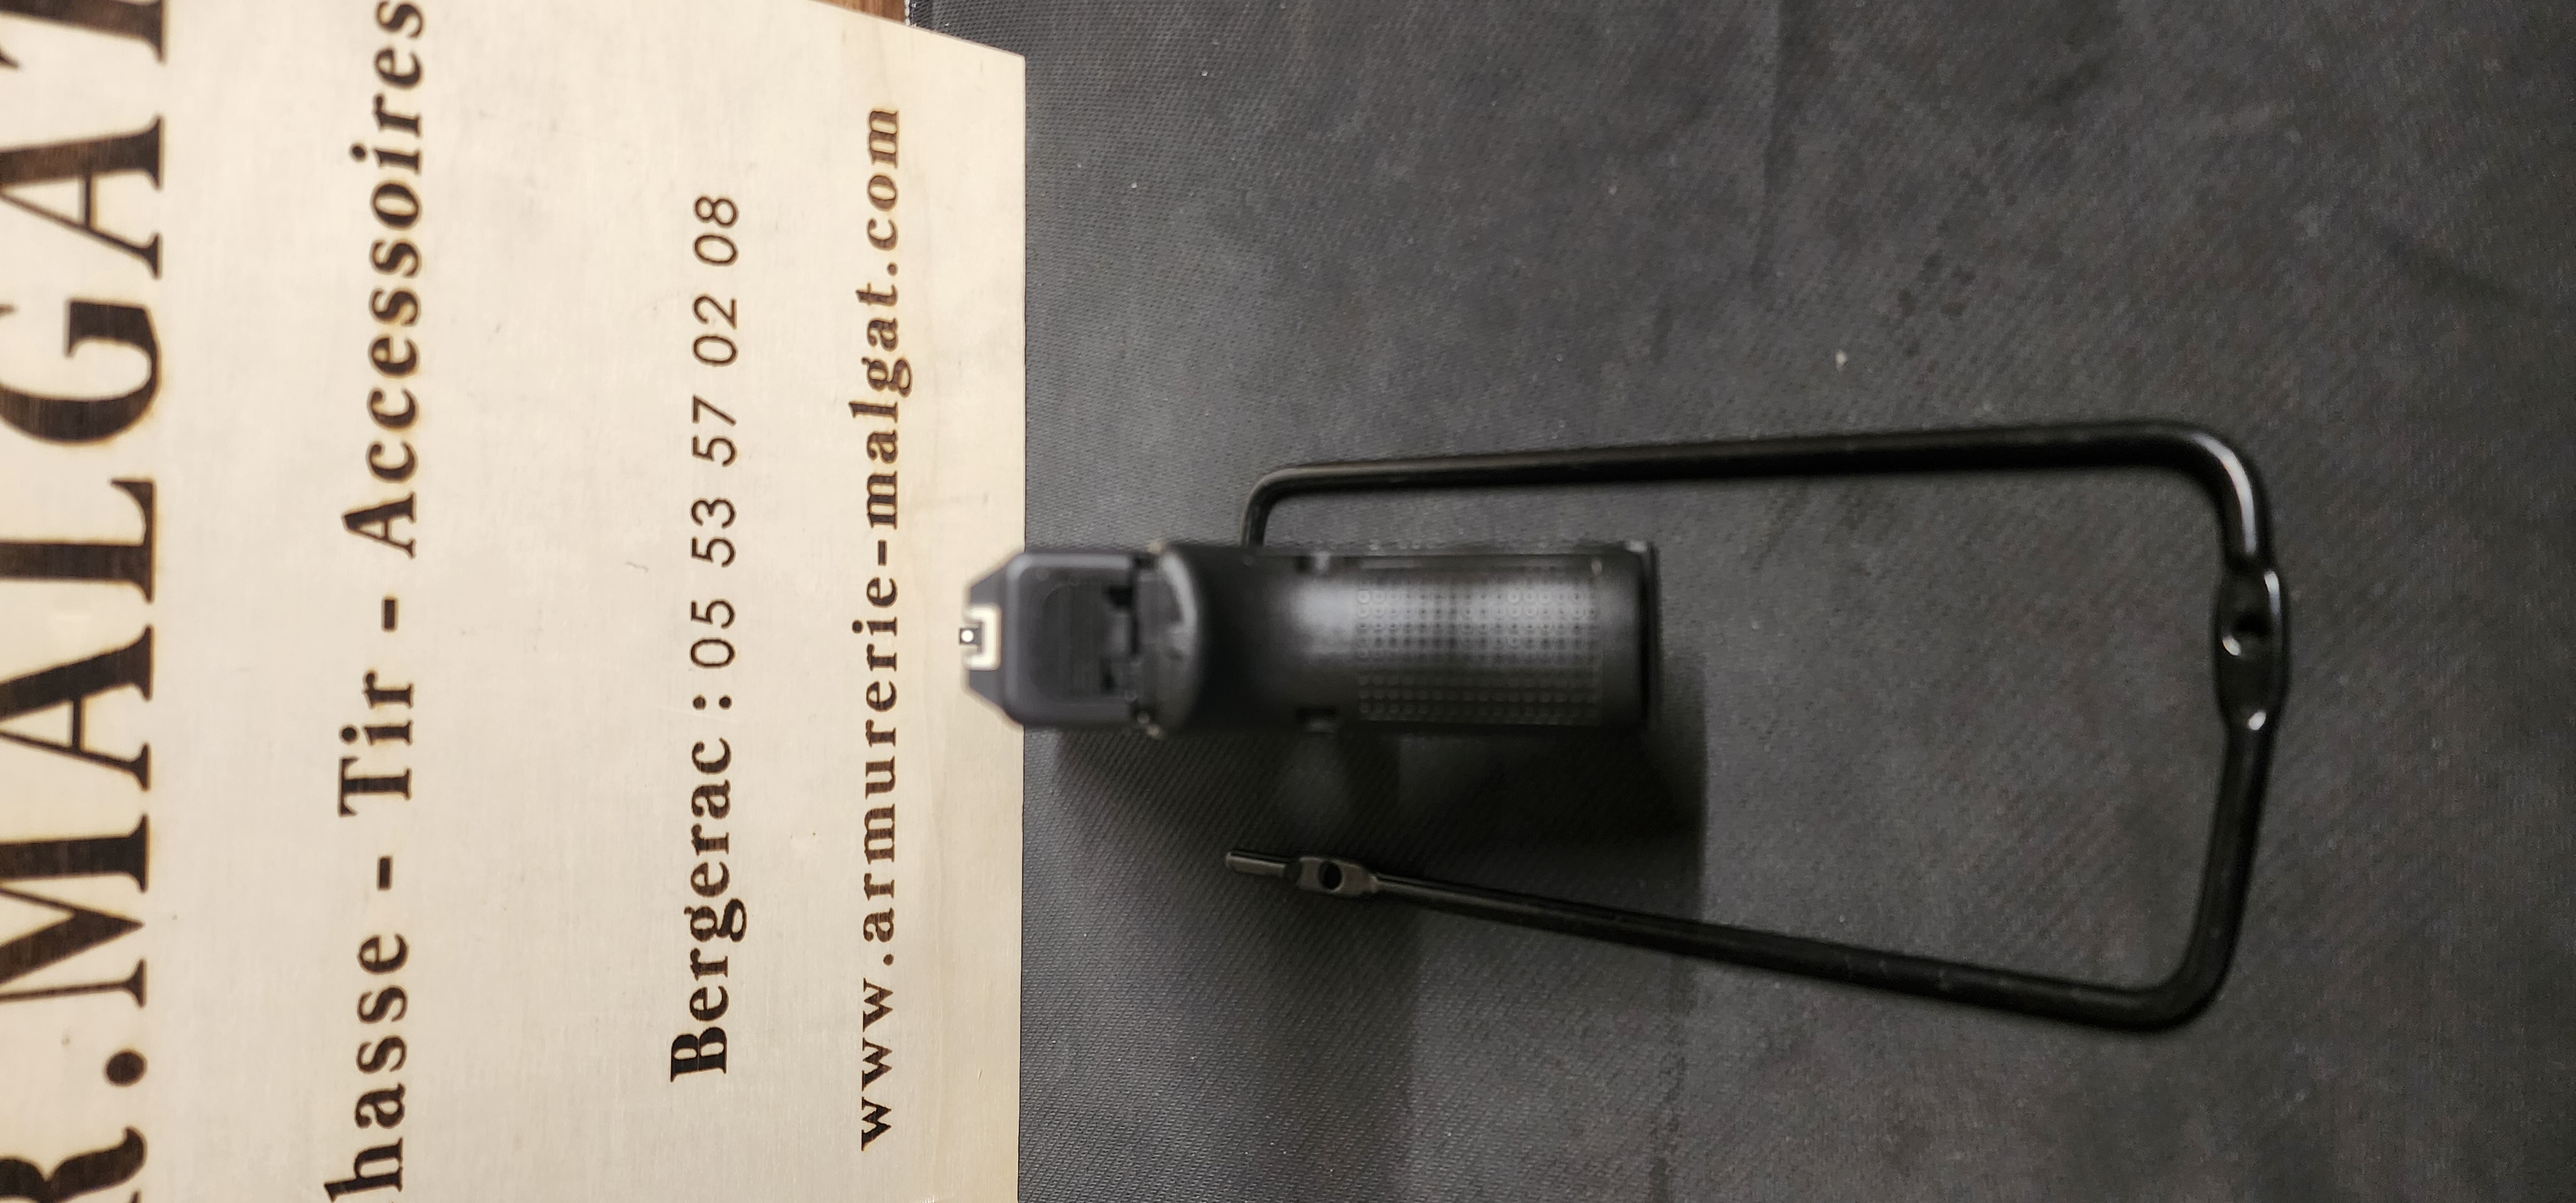 R.MALGAT
hasse - Tir - Accessoires
Bergerac : 05 53 57 02 08
www.armurerie-malgat.com